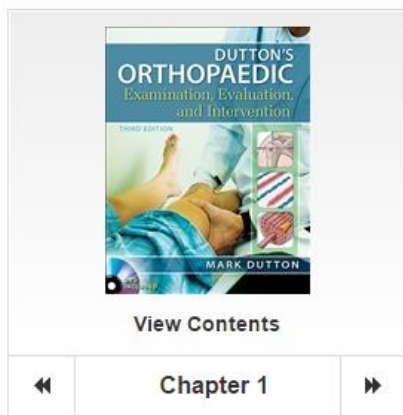 DUTTON'S
ORTHOPAEDIC
Examination, Evaluation,
and Intervention
THIRD EDITION
MARK DUTTON
View Contents
Chapter 1